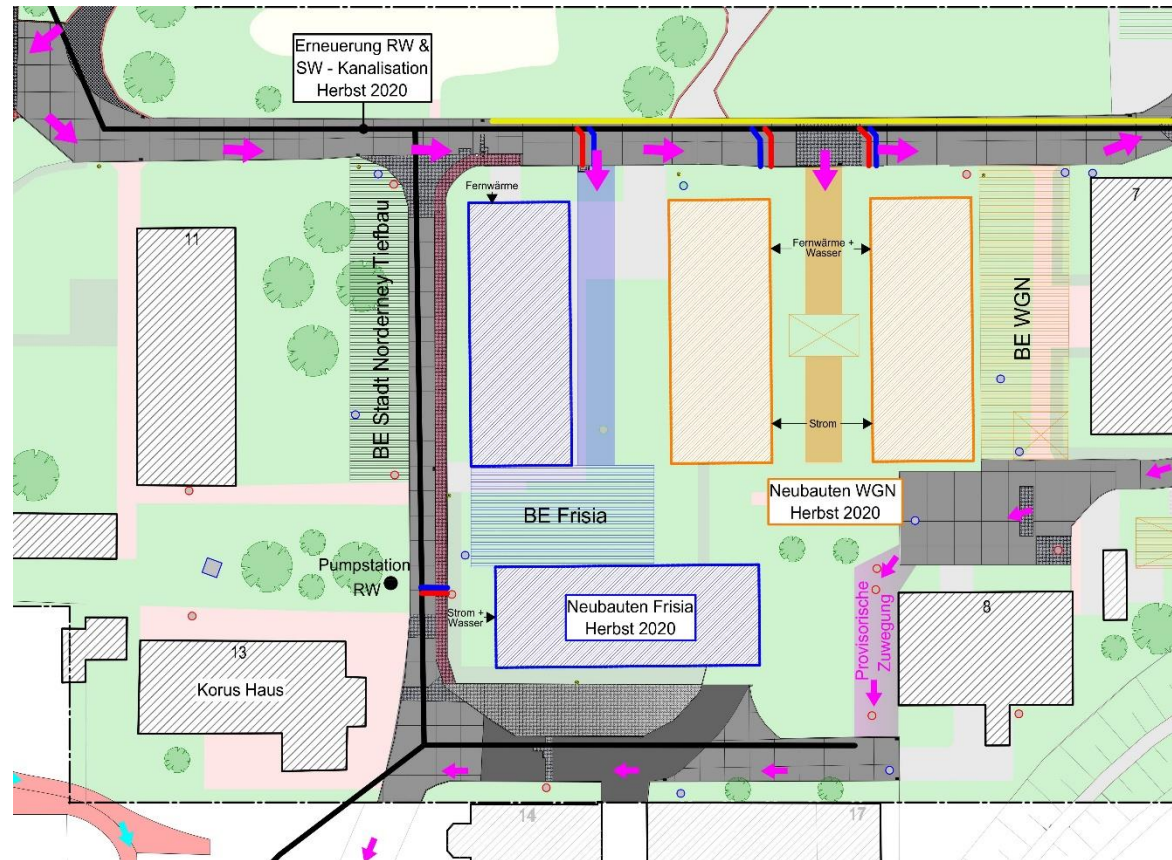 Erneuerung RW &
SW - Kanalisation
Herbst 2020
Fernwärme
11
7
BE Stadt Norderney Tiefbau
Fernwärme +
Wasser
BE WGN
Strom
Neubauten WGN
Herbst 2020
BE Frisia
Pumpstation
RW
Strom +
Wasser
Neubauten Frisia
Herbst 2020
8
Provisorische
Zuwegung
13
Korus Haus
14
17